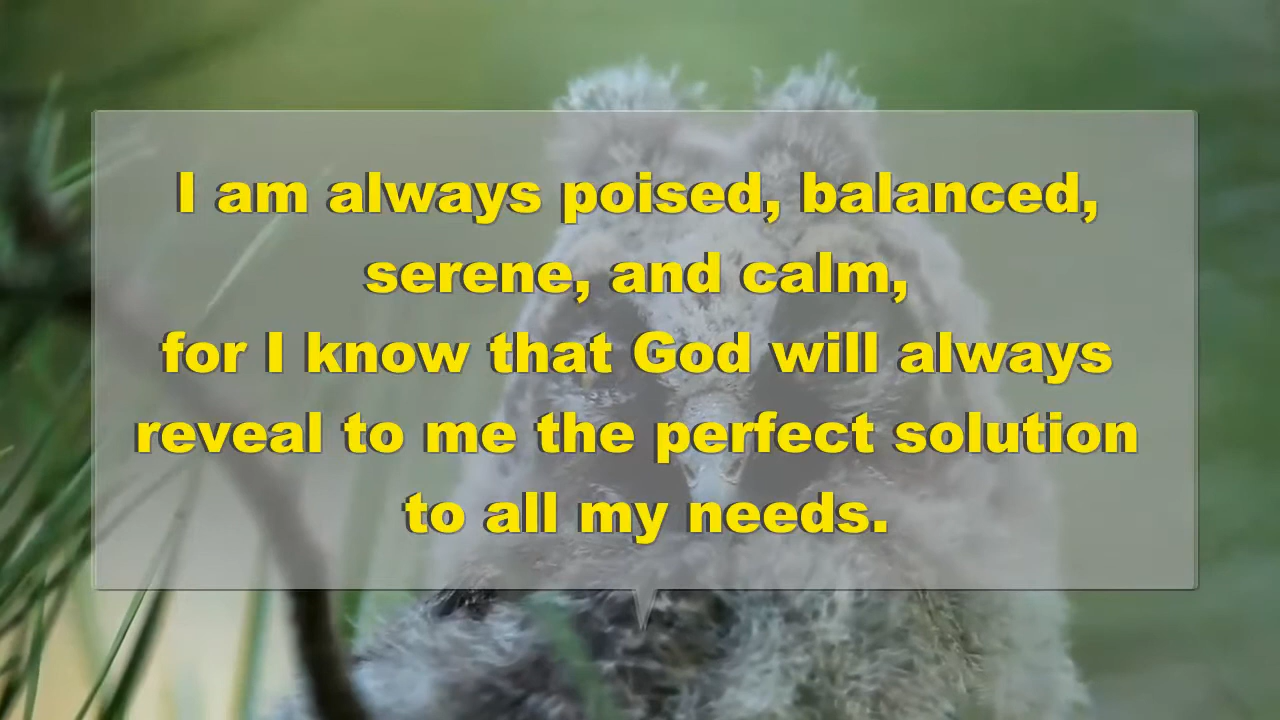 I am always poised, balanced,
serene, and calm,
for I know that God will always
reveal to me the perfect solution
to all my needs.